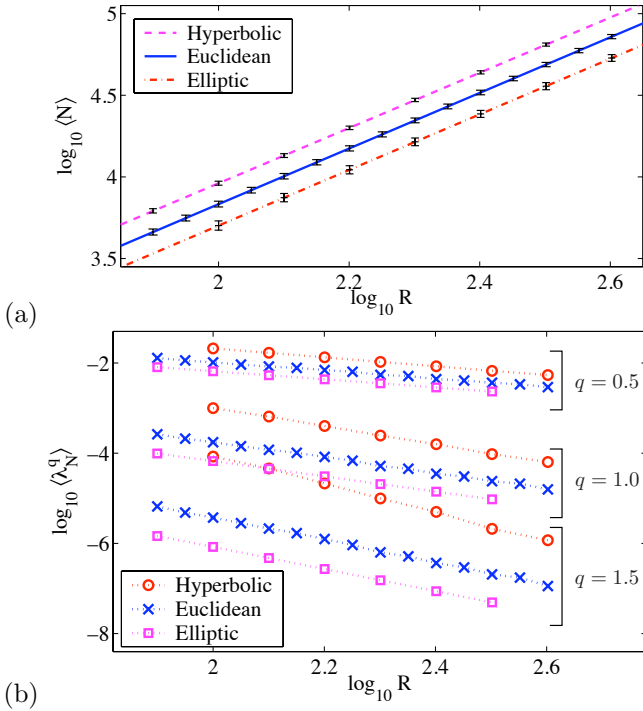 5
4.5
4
3.5
log₁₀ ⟨N⟩
Hyperbolic
Euclidean
Elliptic
2 2.2 2.4 2.6
log₁₀ R
(a)
−2
−4
−6
−8
log₁₀ ⟨λ_N^q⟩
q = 0.5
q = 1.0
q = 1.5
Hyperbolic
Euclidean
Elliptic
2 2.2 2.4 2.6
log₁₀ R
(b)